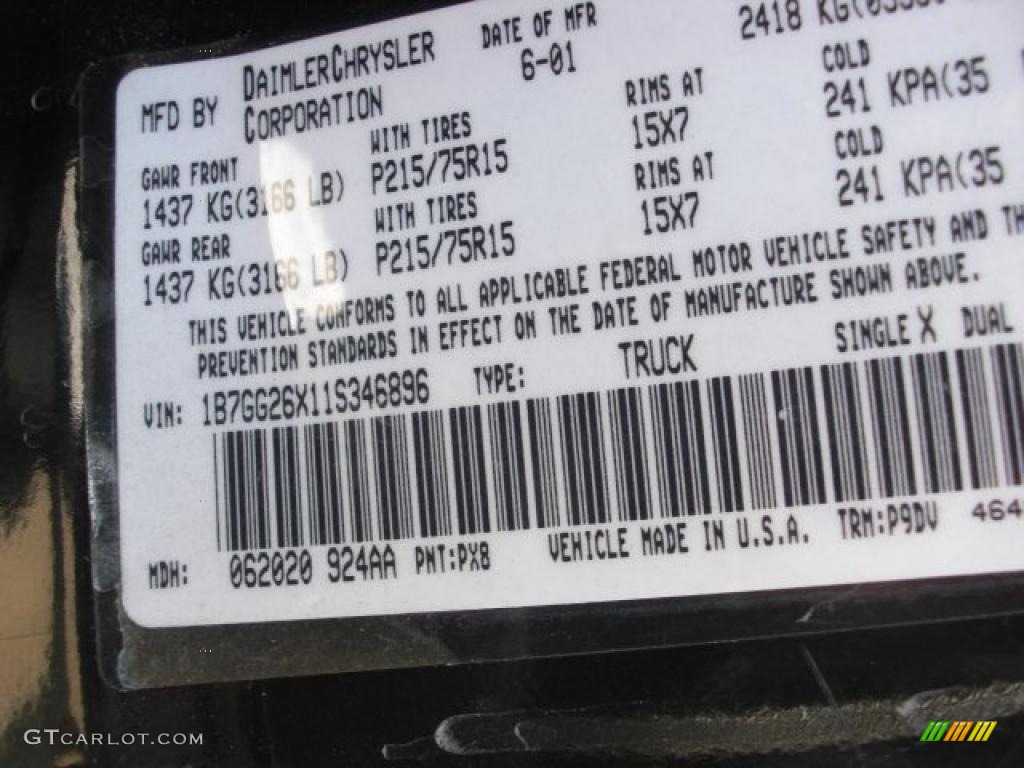 MFD BY DAIMLERCHRYSLER CORPORATION DATE OF MFR 6-01 2418 KG(
GAWR FRONT WITH TIRES RIMS AT COLD
1437 KG(3166 LB) P215/75R15 15X7 241 KPA(35
GAWR REAR WITH TIRES RIMS AT COLD
1437 KG(3166 LB) P215/75R15 15X7 241 KPA(35
THIS VEHICLE CONFORMS TO ALL APPLICABLE FEDERAL MOTOR VEHICLE SAFETY AND TH
PREVENTION STANDARDS IN EFFECT ON THE DATE OF MANUFACTURE SHOWN ABOVE.
VIN: 1B7GG26X11S346896 TYPE: TRUCK SINGLE X DUAL
MDH: 062020 924AA PNT:PX8 VEHICLE MADE IN U.S.A. TRM:P9DV 464
GTCARLOT.COM